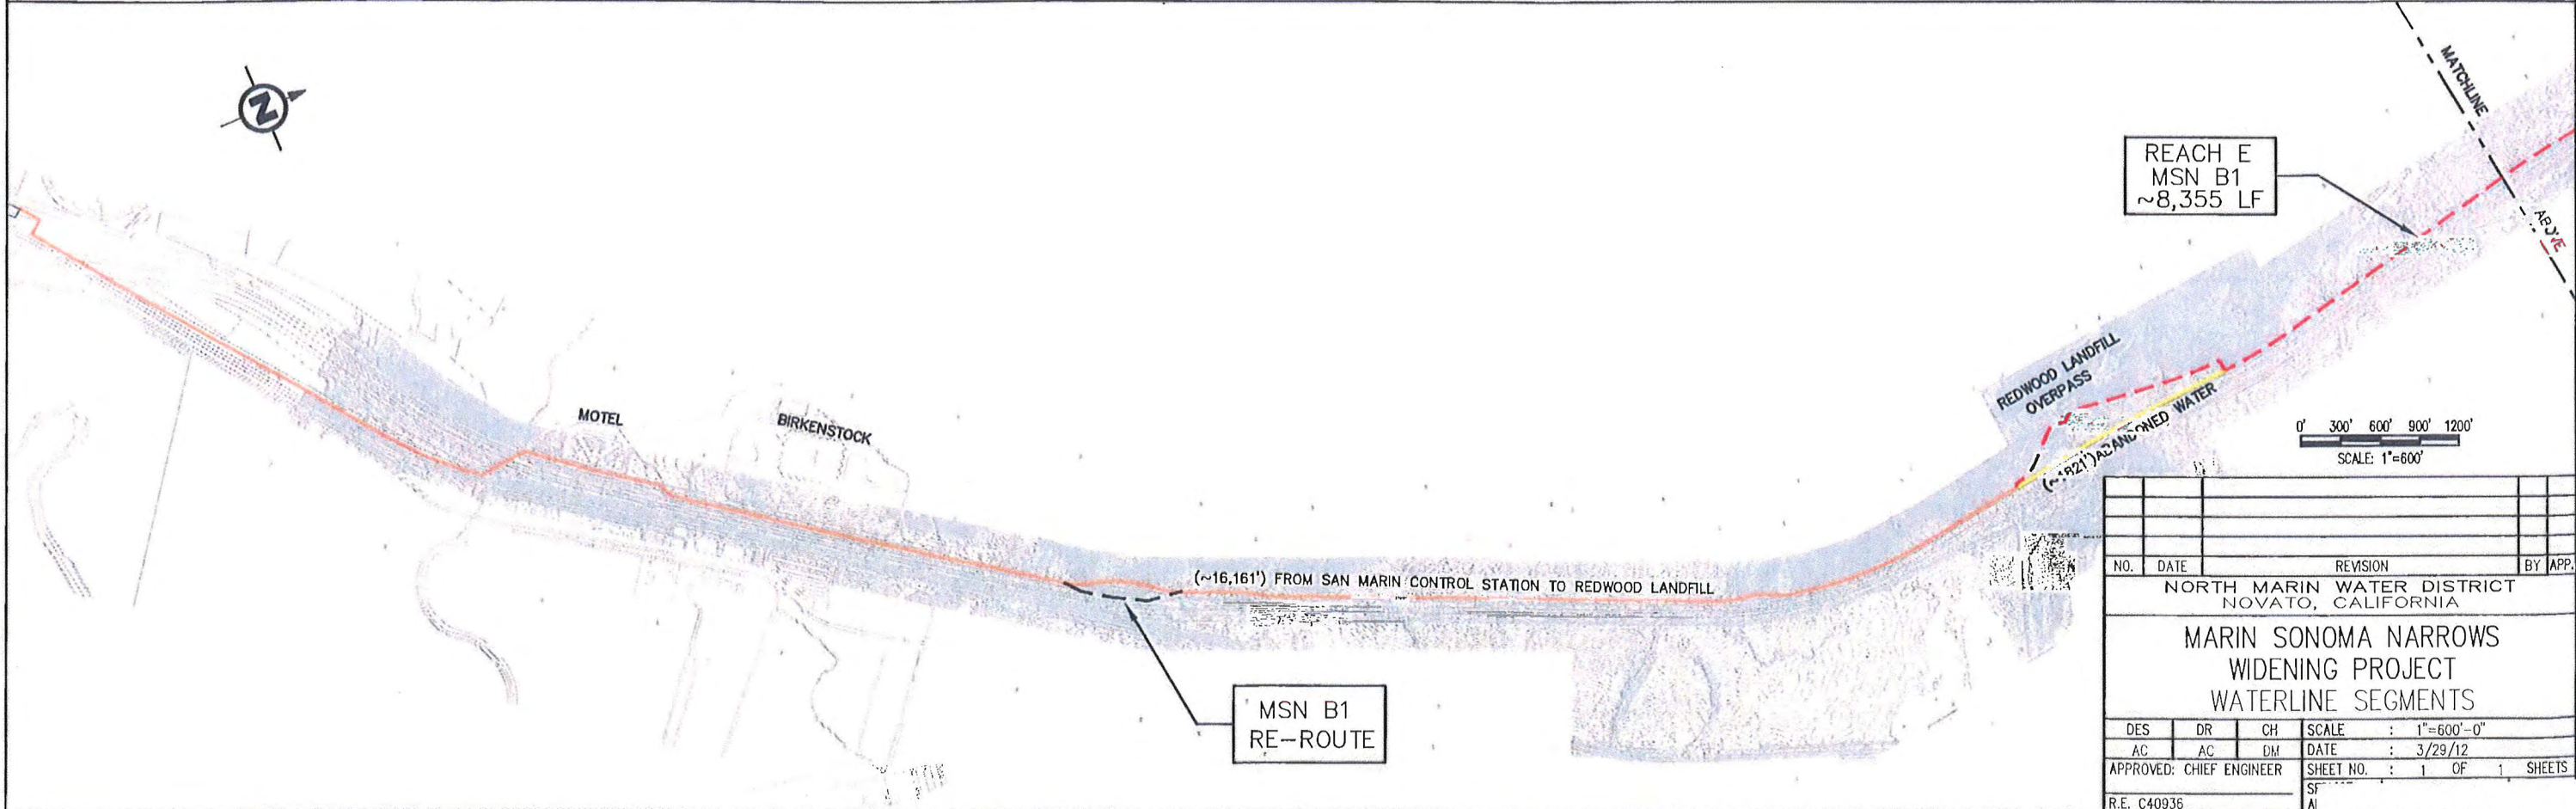 N
MATCHLINE
ABOVE
REACH E
MSN B1
~8,355 LF
REDWOOD LANDFILL
OVERPASS
(~1821') ABANDONED WATER
0' 300' 600' 900' 1200'
SCALE: 1"=600'
MOTEL
BIRKENSTOCK
(~16,161') FROM SAN MARIN CONTROL STATION TO REDWOOD LANDFILL
MSN B1
RE-ROUTE
NO. DATE REVISION BY APP.
NORTH MARIN WATER DISTRICT
NOVATO, CALIFORNIA
MARIN SONOMA NARROWS
WIDENING PROJECT
WATERLINE SEGMENTS
DES DR CH SCALE : 1"=600'-0"
AC AC DM DATE : 3/29/12
APPROVED: CHIEF ENGINEER SHEET NO. : 1 OF 1 SHEETS
R.E. C40936